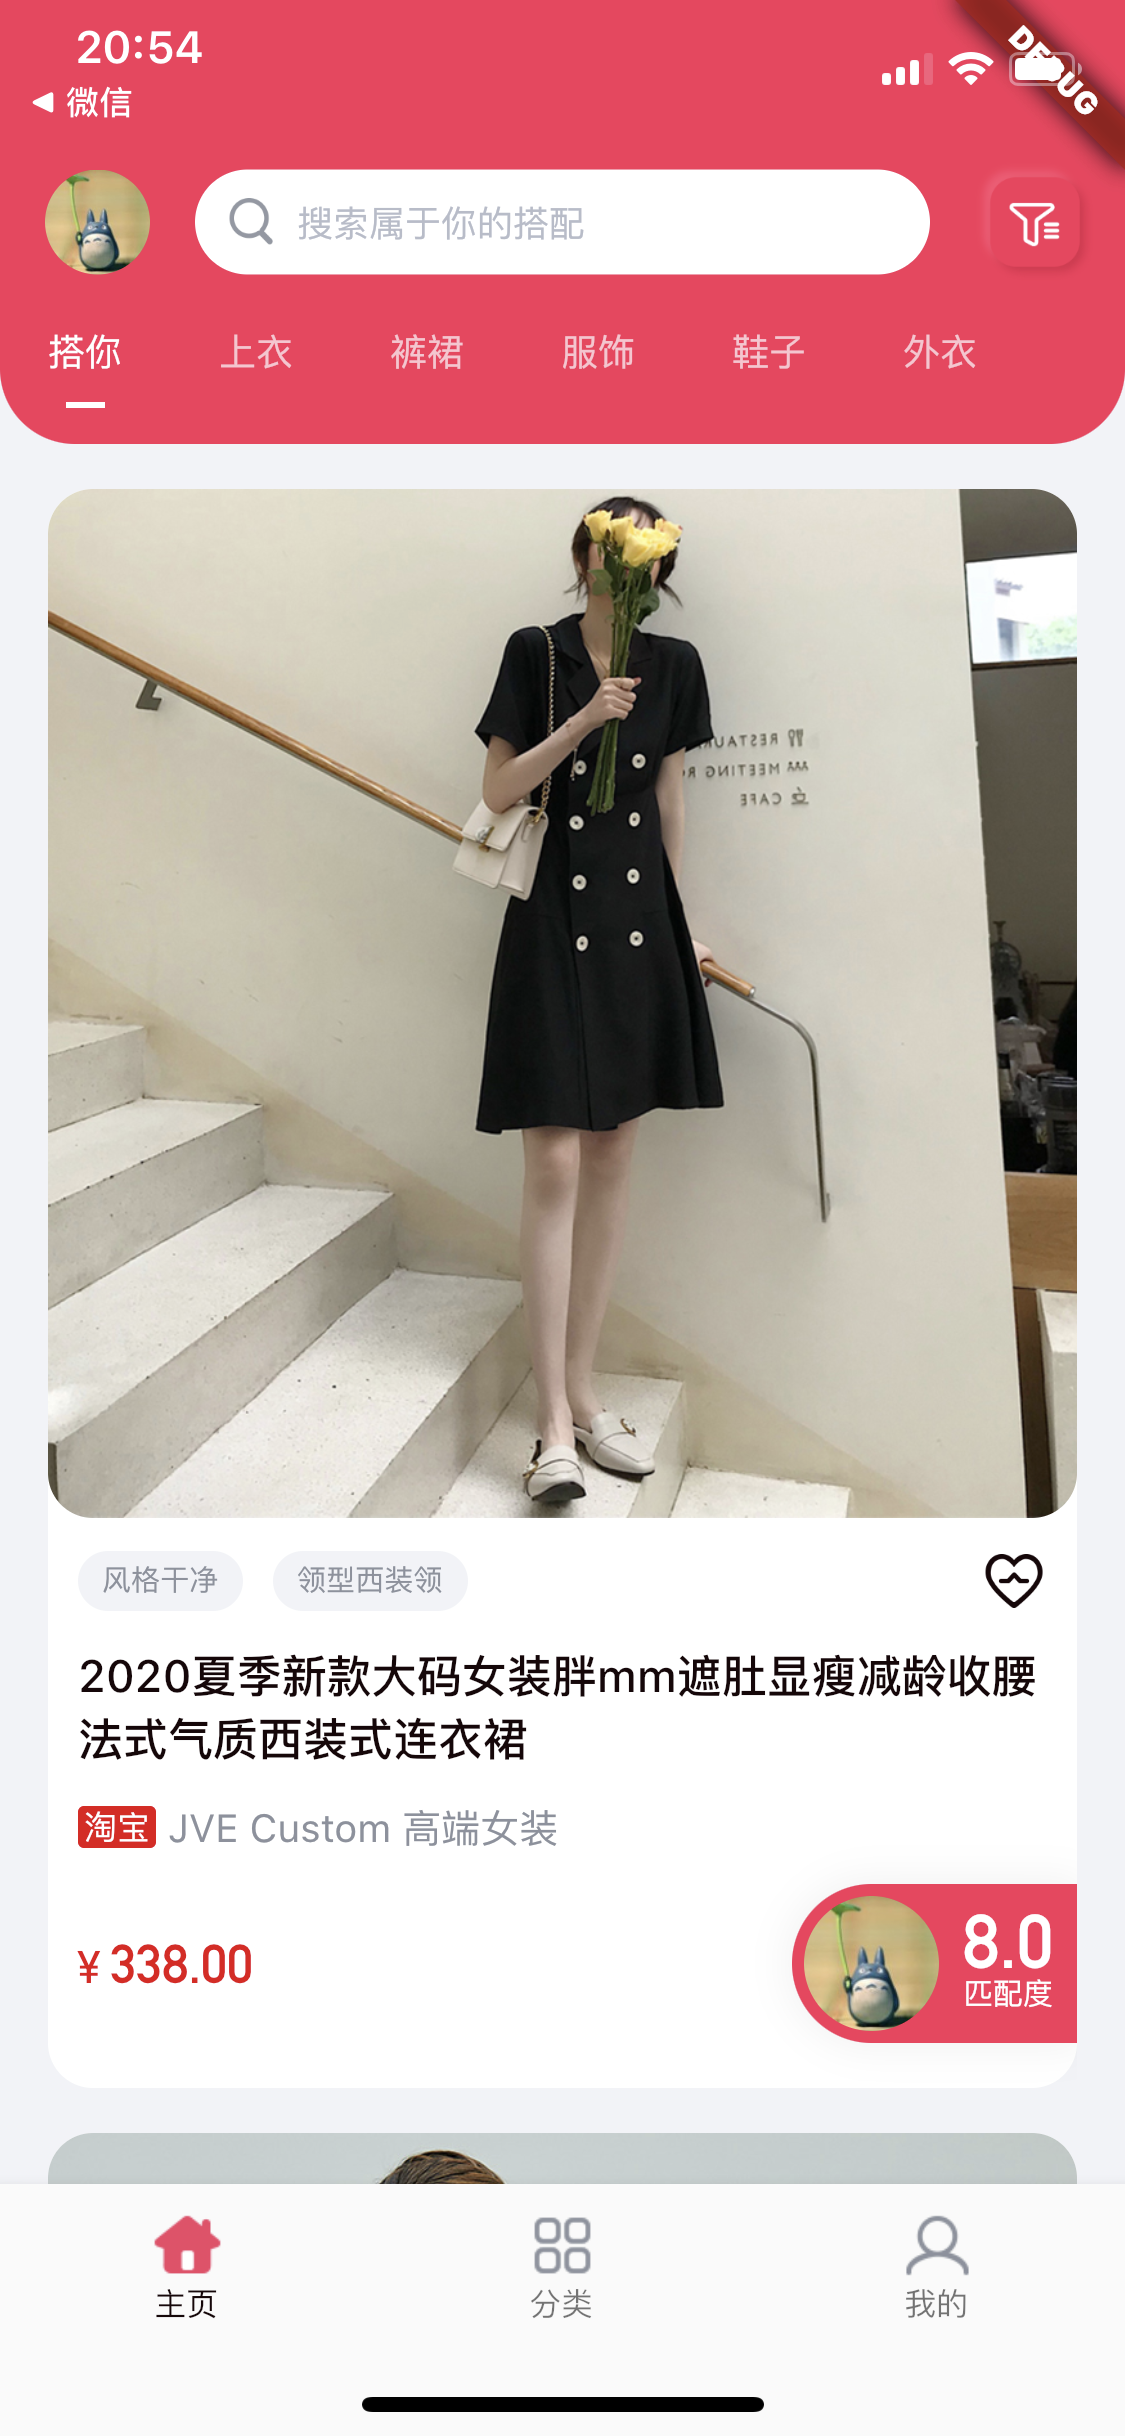 20:54
微信
DEBUG
搜索属于你的搭配
搭你 上衣 裤裙 服饰 鞋子 外衣
MEETING
CAFE
风格干净 领型西装领
2020夏季新款大码女装胖mm遮肚显瘦减龄收腰
法式气质西装式连衣裙
淘宝 JVE Custom 高端女装
¥ 338.00
8.0
匹配度
主页 分类 我的